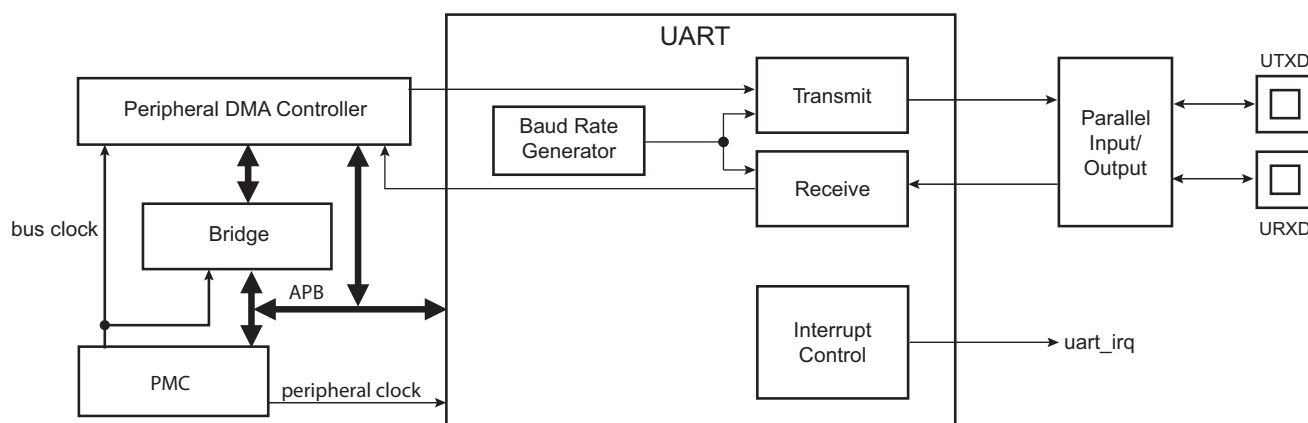 UART
UTXD
Peripheral DMA Controller
Transmit
Baud Rate
Generator
Parallel
Input/
Output
Receive
bus clock
Bridge
URXD
APB
Interrupt
Control
uart_irq
PMC
peripheral clock